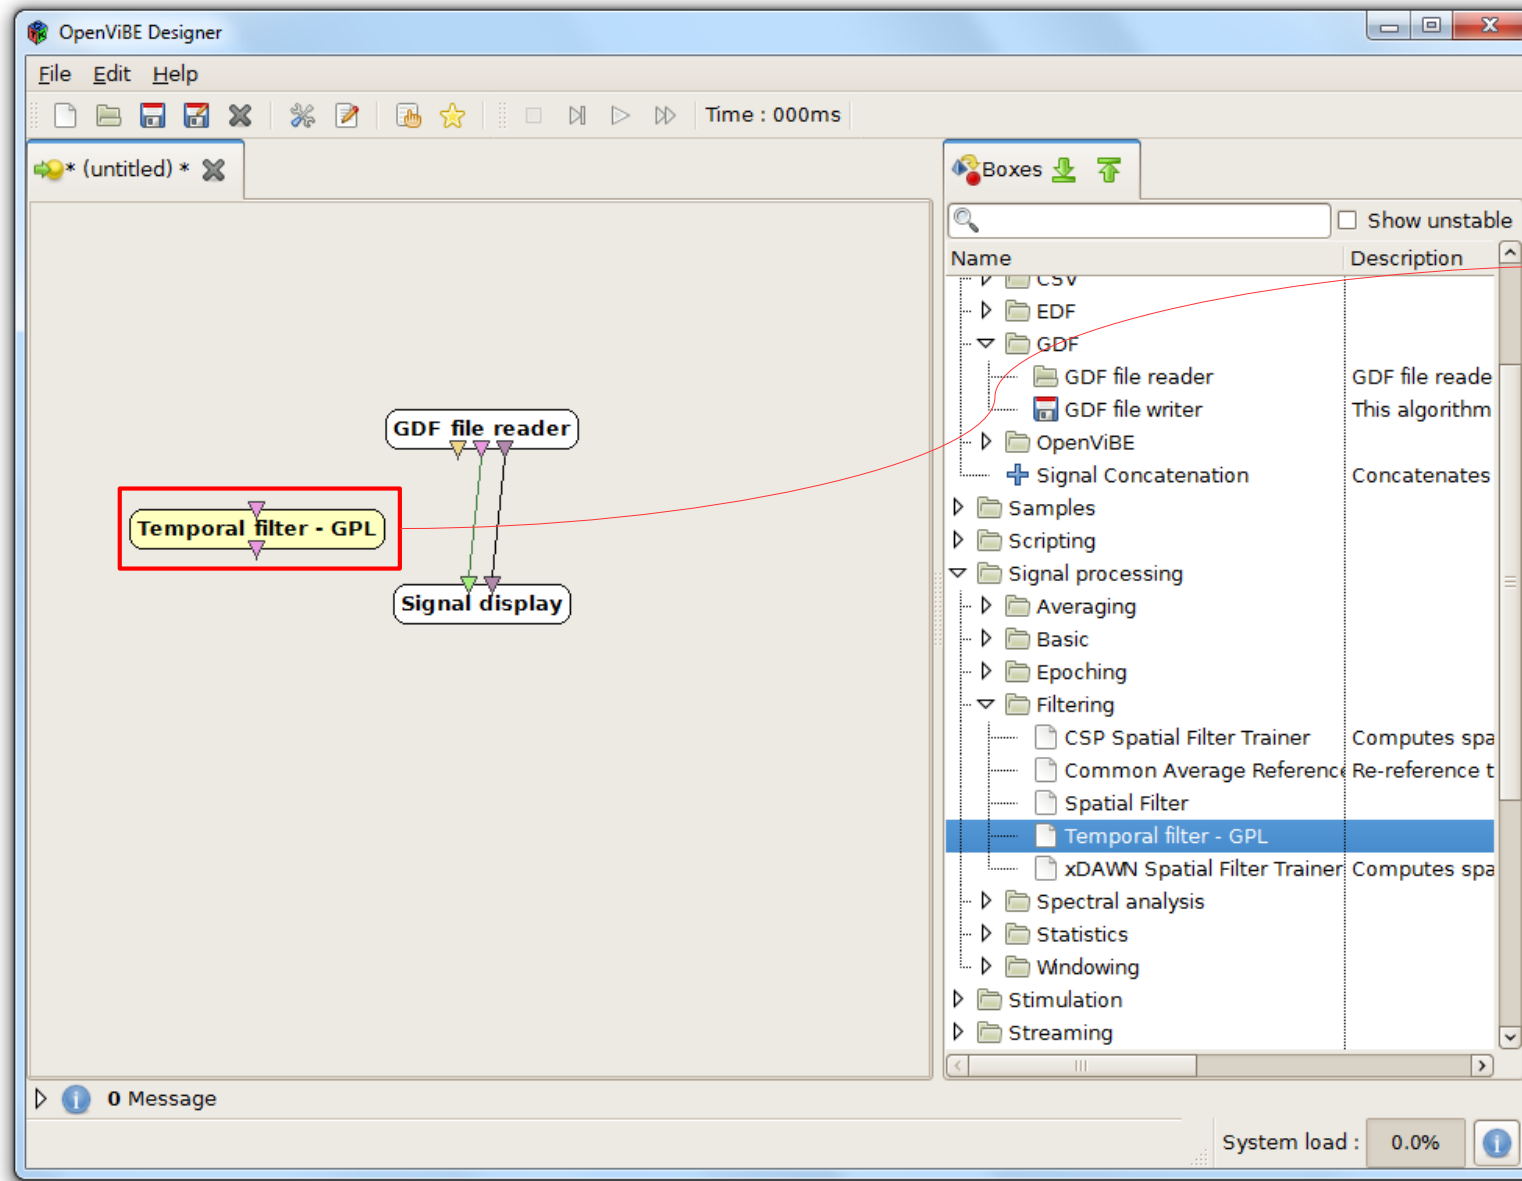 OpenViBE Designer
File Edit Help
Time : 000ms
* (untitled) *
Boxes
Show unstable
Name Description
CSV
EDF
GDF
GDF file reader GDF file reade
GDF file writer This algorithm
OpenViBE
Signal Concatenation Concatenates
Samples
Scripting
Signal processing
Averaging
Basic
Epoching
Filtering
CSP Spatial Filter Trainer Computes spa
Common Average Reference Re-reference t
Spatial Filter
Temporal filter - GPL
xDAWN Spatial Filter Trainer Computes spa
Spectral analysis
Statistics
Windowing
Stimulation
Streaming
GDF file reader
Temporal filter - GPL
Signal display
0 Message
System load : 0.0%